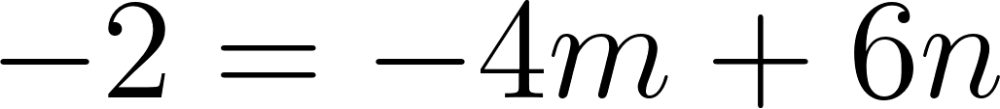 −2 = −4m + 6n